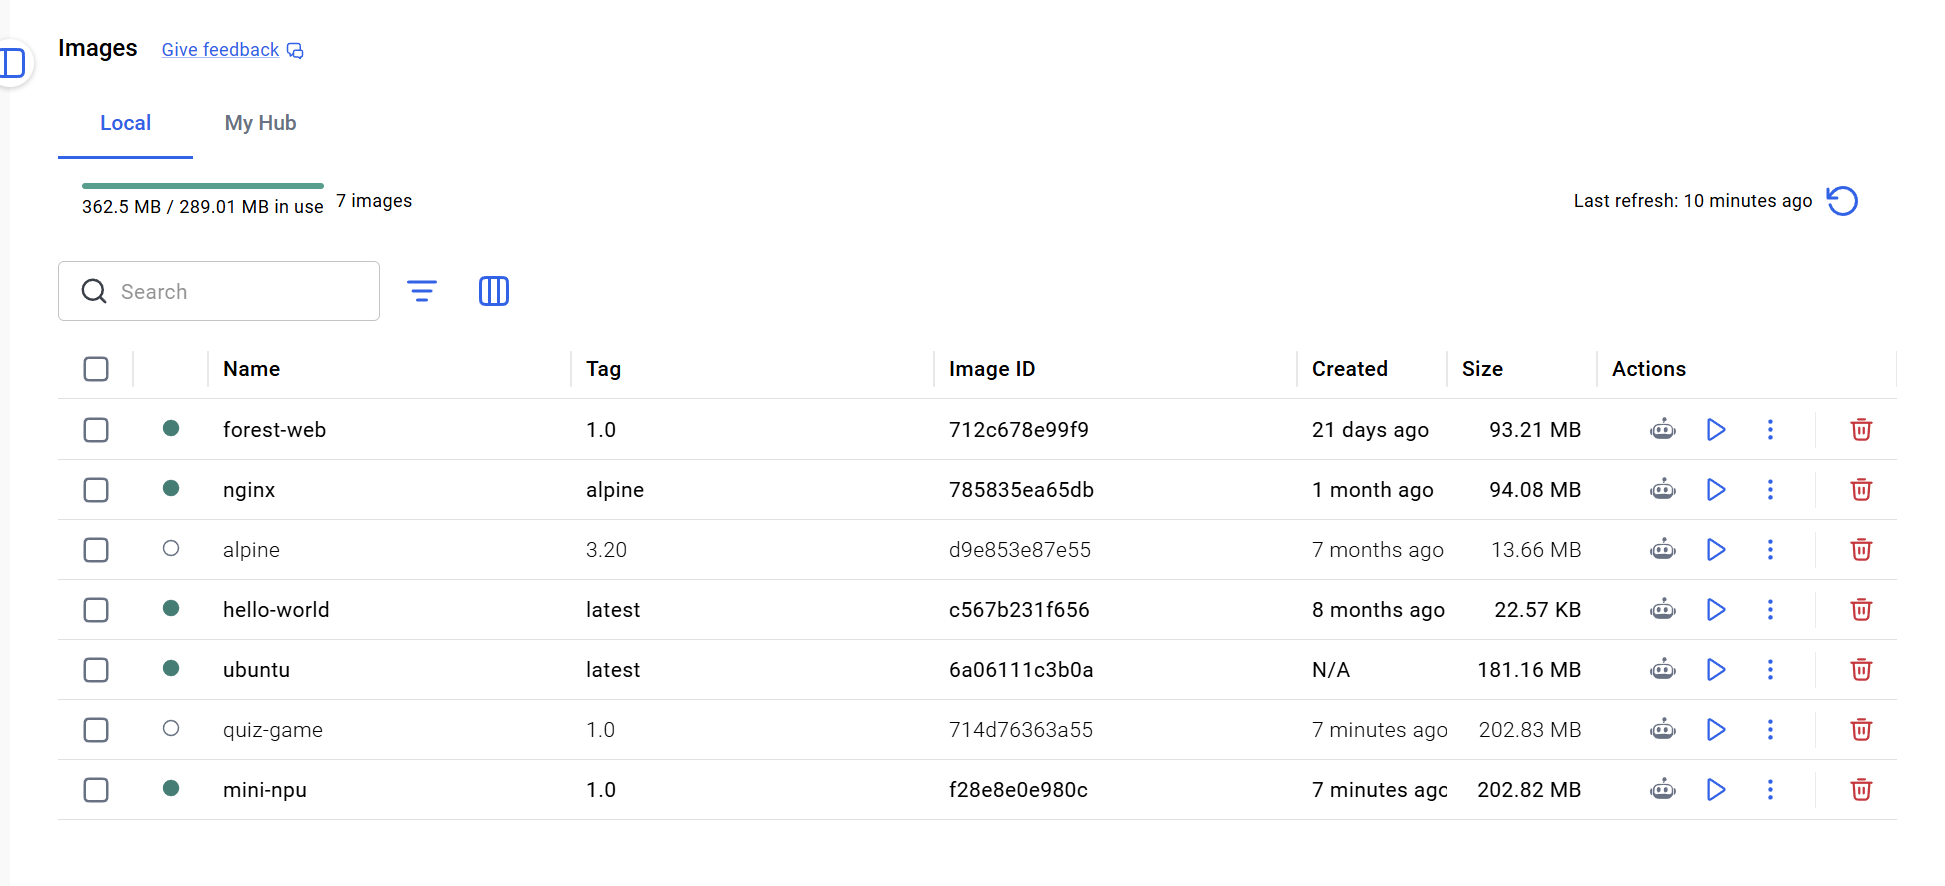 Images Give feedback
Local My Hub
362.5 MB / 289.01 MB in use 7 images Last refresh: 10 minutes ago
Search
Name Tag Image ID Created Size Actions
forest-web 1.0 712c678e99f9 21 days ago 93.21 MB
nginx alpine 785835ea65db 1 month ago 94.08 MB
alpine 3.20 d9e853e87e55 7 months ago 13.66 MB
hello-world latest c567b231f656 8 months ago 22.57 KB
ubuntu latest 6a06111c3b0a N/A 181.16 MB
quiz-game 1.0 714d76363a55 7 minutes ago 202.83 MB
mini-npu 1.0 f28e8e0e980c 7 minutes ago 202.82 MB